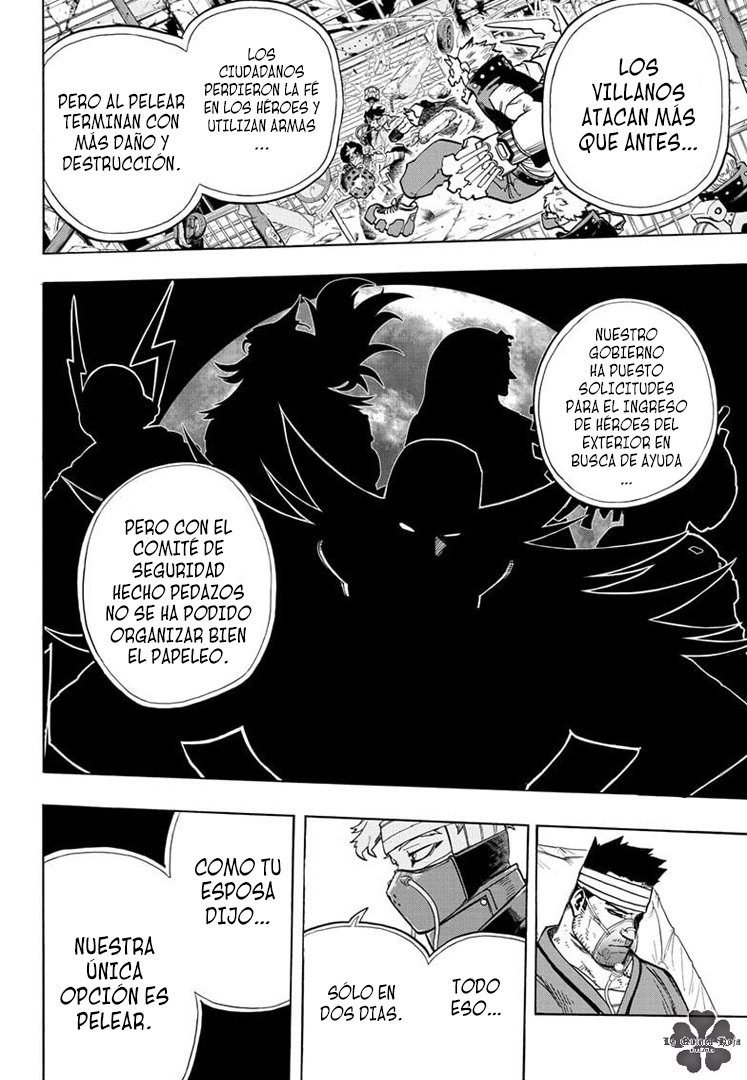 LOS
VILLANOS
ATACAN MÁS
QUE ANTES...
LOS
CIUDADANOS
PERDIERON LA FÉ
EN LOS HÉROES Y
UTILIZAN ARMAS
...
PERO AL PELEAR
TERMINAN CON
MÁS DAÑO Y
DESTRUCCIÓN.
NUESTRO
GOBIERNO
HA PUESTO
SOLICITUDES
PARA EL INGRESO
DE HÉROES DEL
EXTERIOR EN
BUSCA DE AYUDA
...
PERO CON EL
COMITÉ DE
SEGURIDAD
HECHO PEDAZOS
NO SE HA PODIDO
ORGANIZAR BIEN
EL PAPELEO.
TODO
ESO...
SÓLO EN
DOS DIAS.
COMO TU
ESPOSA
DIJO...
NUESTRA
ÚNICA
OPCIÓN ES
PELEAR.